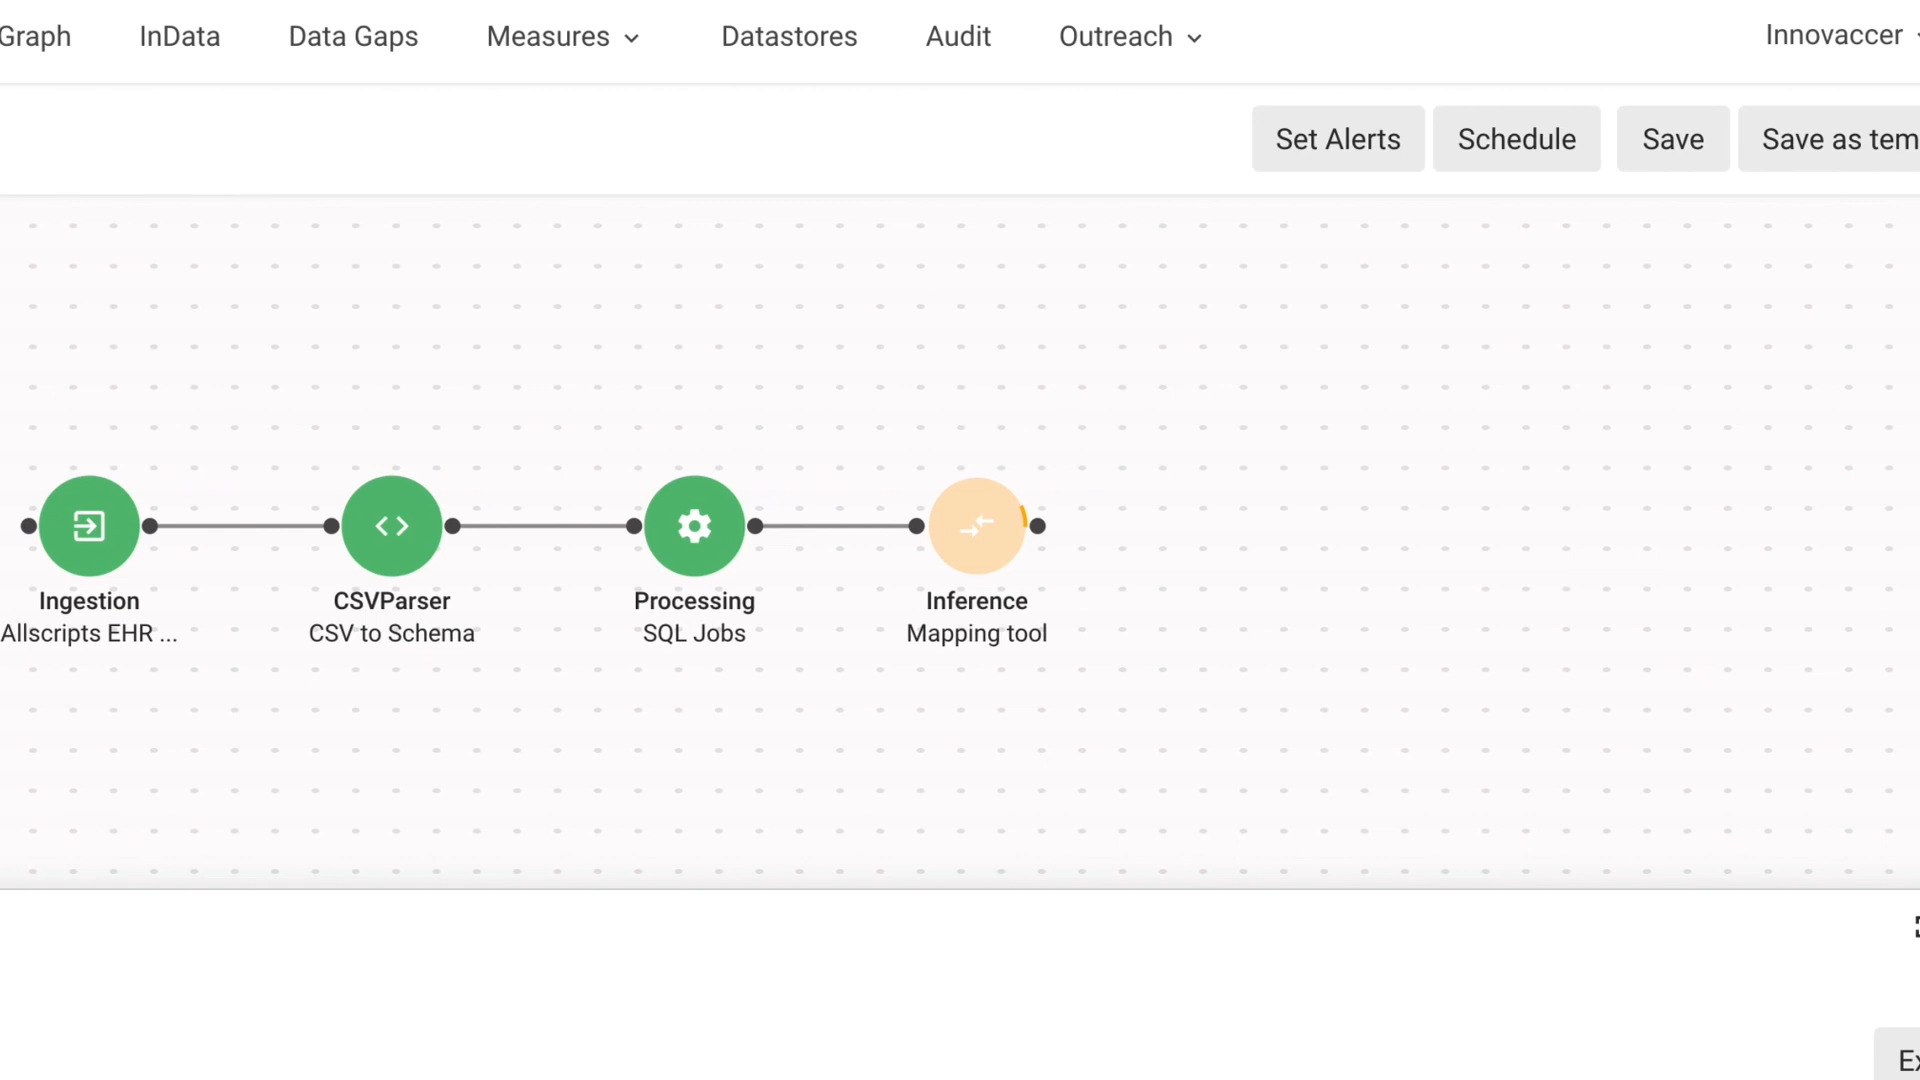 Graph InData Data Gaps Measures Datastores Audit Outreach Innovaccer
Set Alerts Schedule Save Save as tem
Ingestion CSVParser Processing Inference
Allscripts EHR ... CSV to Schema SQL Jobs Mapping tool